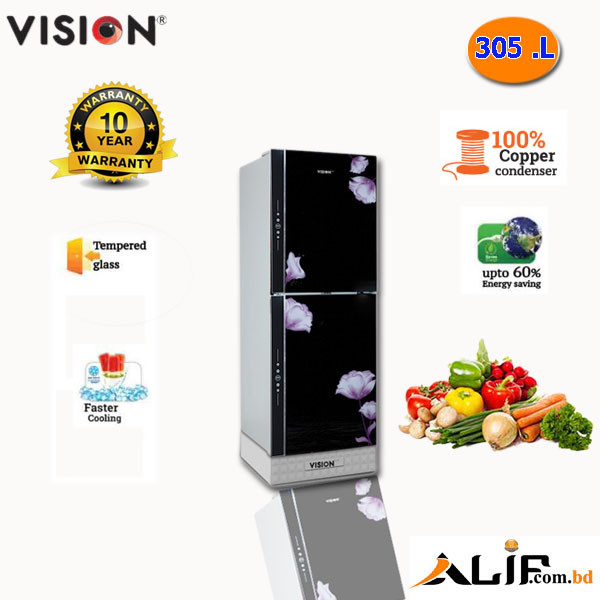 VISION®
305 .L
WARRANTY
10
YEAR
WARRANTY
100%
Copper
condenser
VISION
Tempered
glass
upto 60%
Energy saving
Faster
Cooling
VISION
ALIF.com.bd